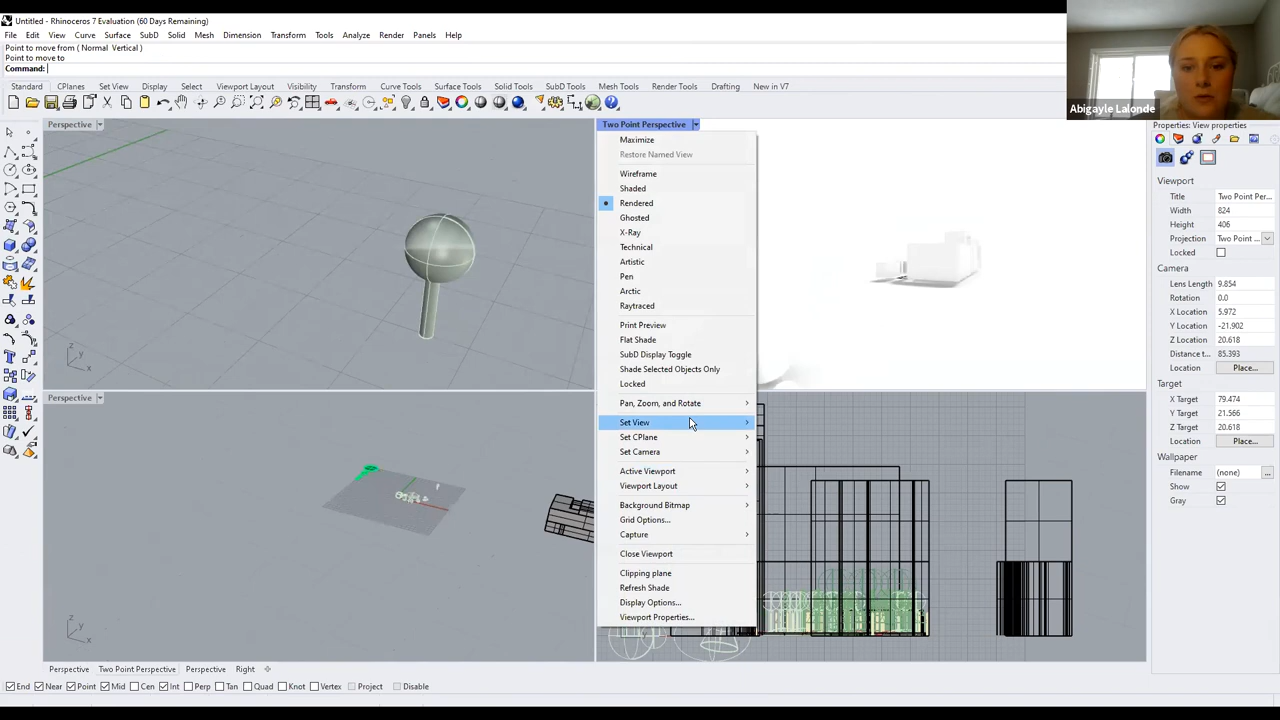 Untitled - Rhinoceros 7 Evaluation (60 Days Remaining)
File Edit View Curve Surface SubD Solid Mesh Dimension Transform Tools Analyze Render Panels Help
Point to move from ( Normal Vertical )
Point to move to
Command:
Standard CPlanes Set View Display Select Viewport Layout Visibility Transform Curve Tools Surface Tools Solid Tools SubD Tools Mesh Tools Render Tools Drafting New in V7
Abigayle Lalonde
Perspective
Two Point Perspective
Maximize
Restore Named View
Wireframe
Shaded
Rendered
Ghosted
X-Ray
Technical
Artistic
Pen
Arctic
Raytraced
Print Preview
Flat Shade
SubD Display Toggle
Shade Selected Objects Only
Locked
Pan, Zoom, and Rotate
Set View
Set CPlane
Set Camera
Active Viewport
Viewport Layout
Background Bitmap
Grid Options...
Capture
Close Viewport
Clipping plane
Refresh Shade
Display Options...
Viewport Properties...
z
y
x
Perspective
z
y
x
Properties: View properties
Viewport
Title Two Point Per...
Width 824
Height 406
Projection Two Point ...
Locked
Camera
Lens Length 9.854
Rotation 0.0
X Location 5.972
Y Location -21.902
Z Location 20.618
Distance t... 85.393
Location Place...
Target
X Target 79.474
Y Target 21.566
Z Target 20.618
Location Place...
Wallpaper
Filename (none) ...
Show
Gray
Perspective Two Point Perspective Perspective Right
End Near Point Mid Cen Int Perp Tan Quad Knot Vertex Project Disable